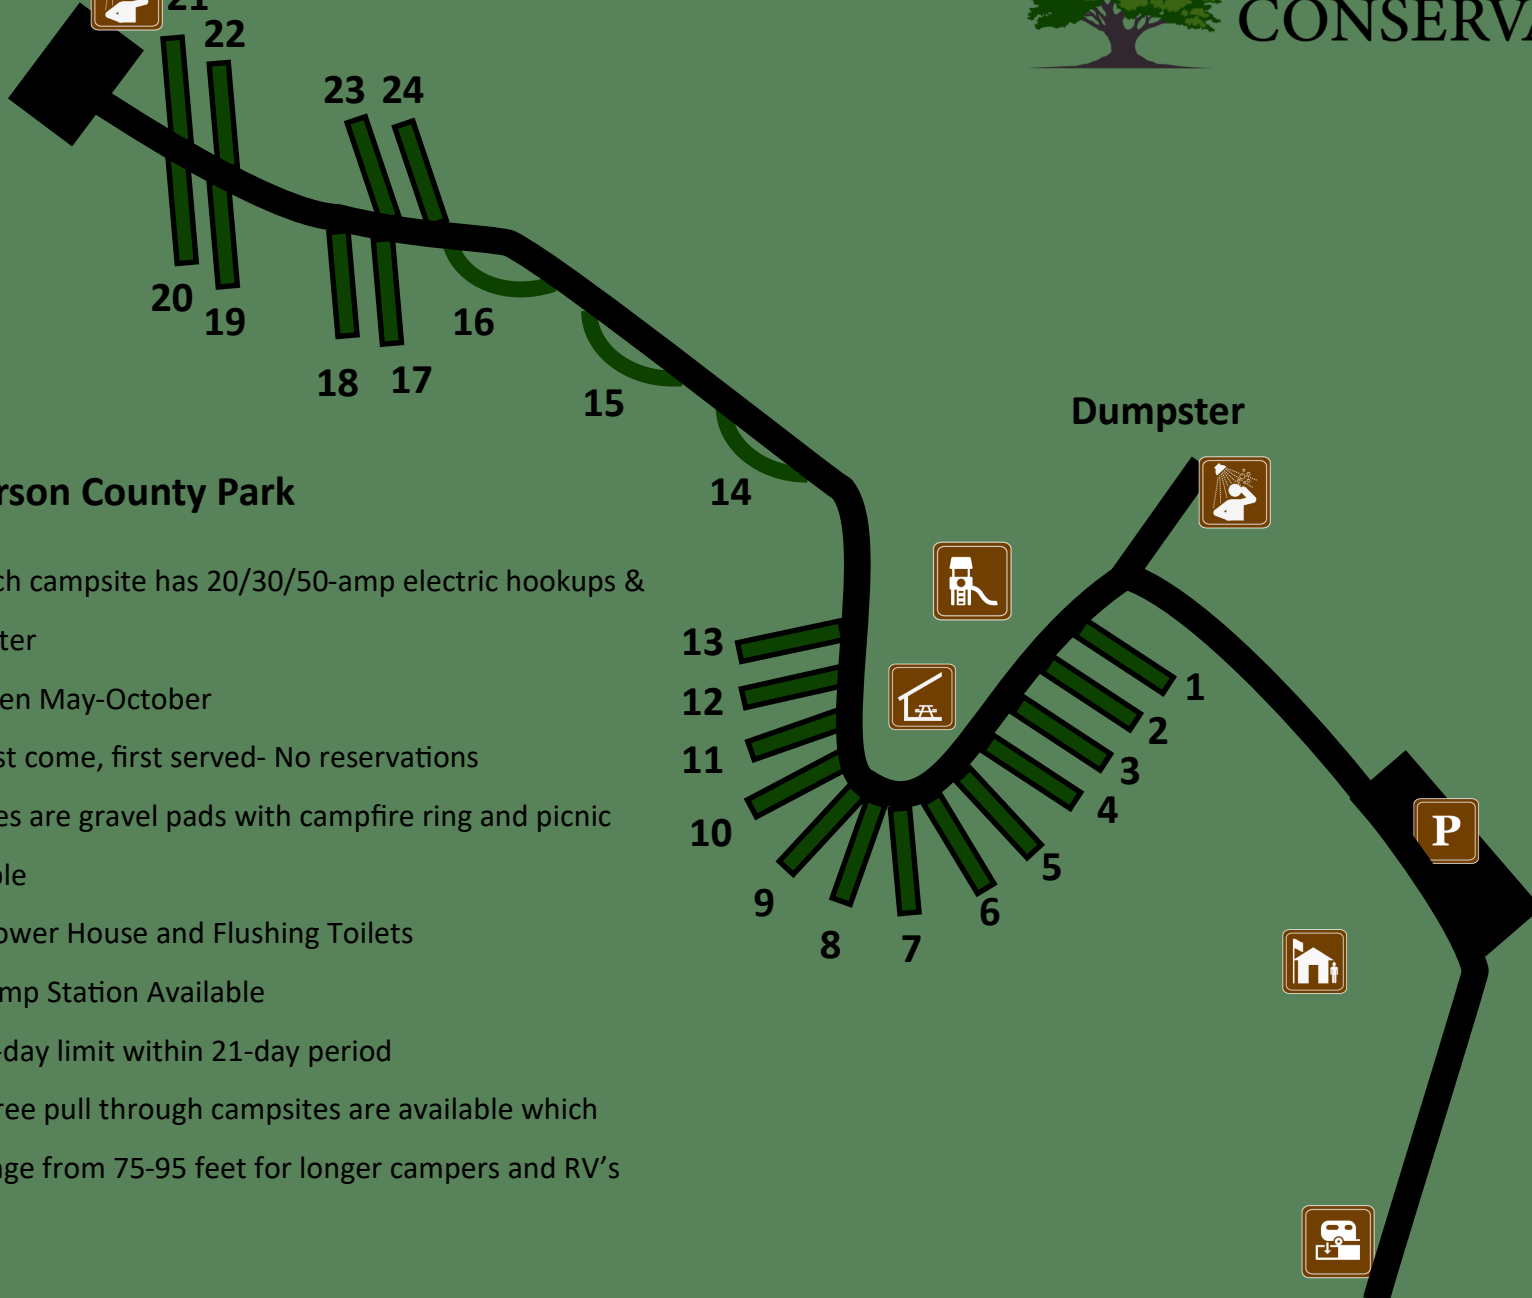 21
22
CONSERVA
23 24
20
19
16
18 17
15
Dumpster
14
rson County Park
ch campsite has 20/30/50-amp electric hookups &
ter
en May-October
st come, first served- No reservations
es are gravel pads with campfire ring and picnic
ble
ower House and Flushing Toilets
mp Station Available
-day limit within 21-day period
ree pull through campsites are available which
nge from 75-95 feet for longer campers and RV's
13
12
11
10
9
8
7
6
5
4
3
2
1
P